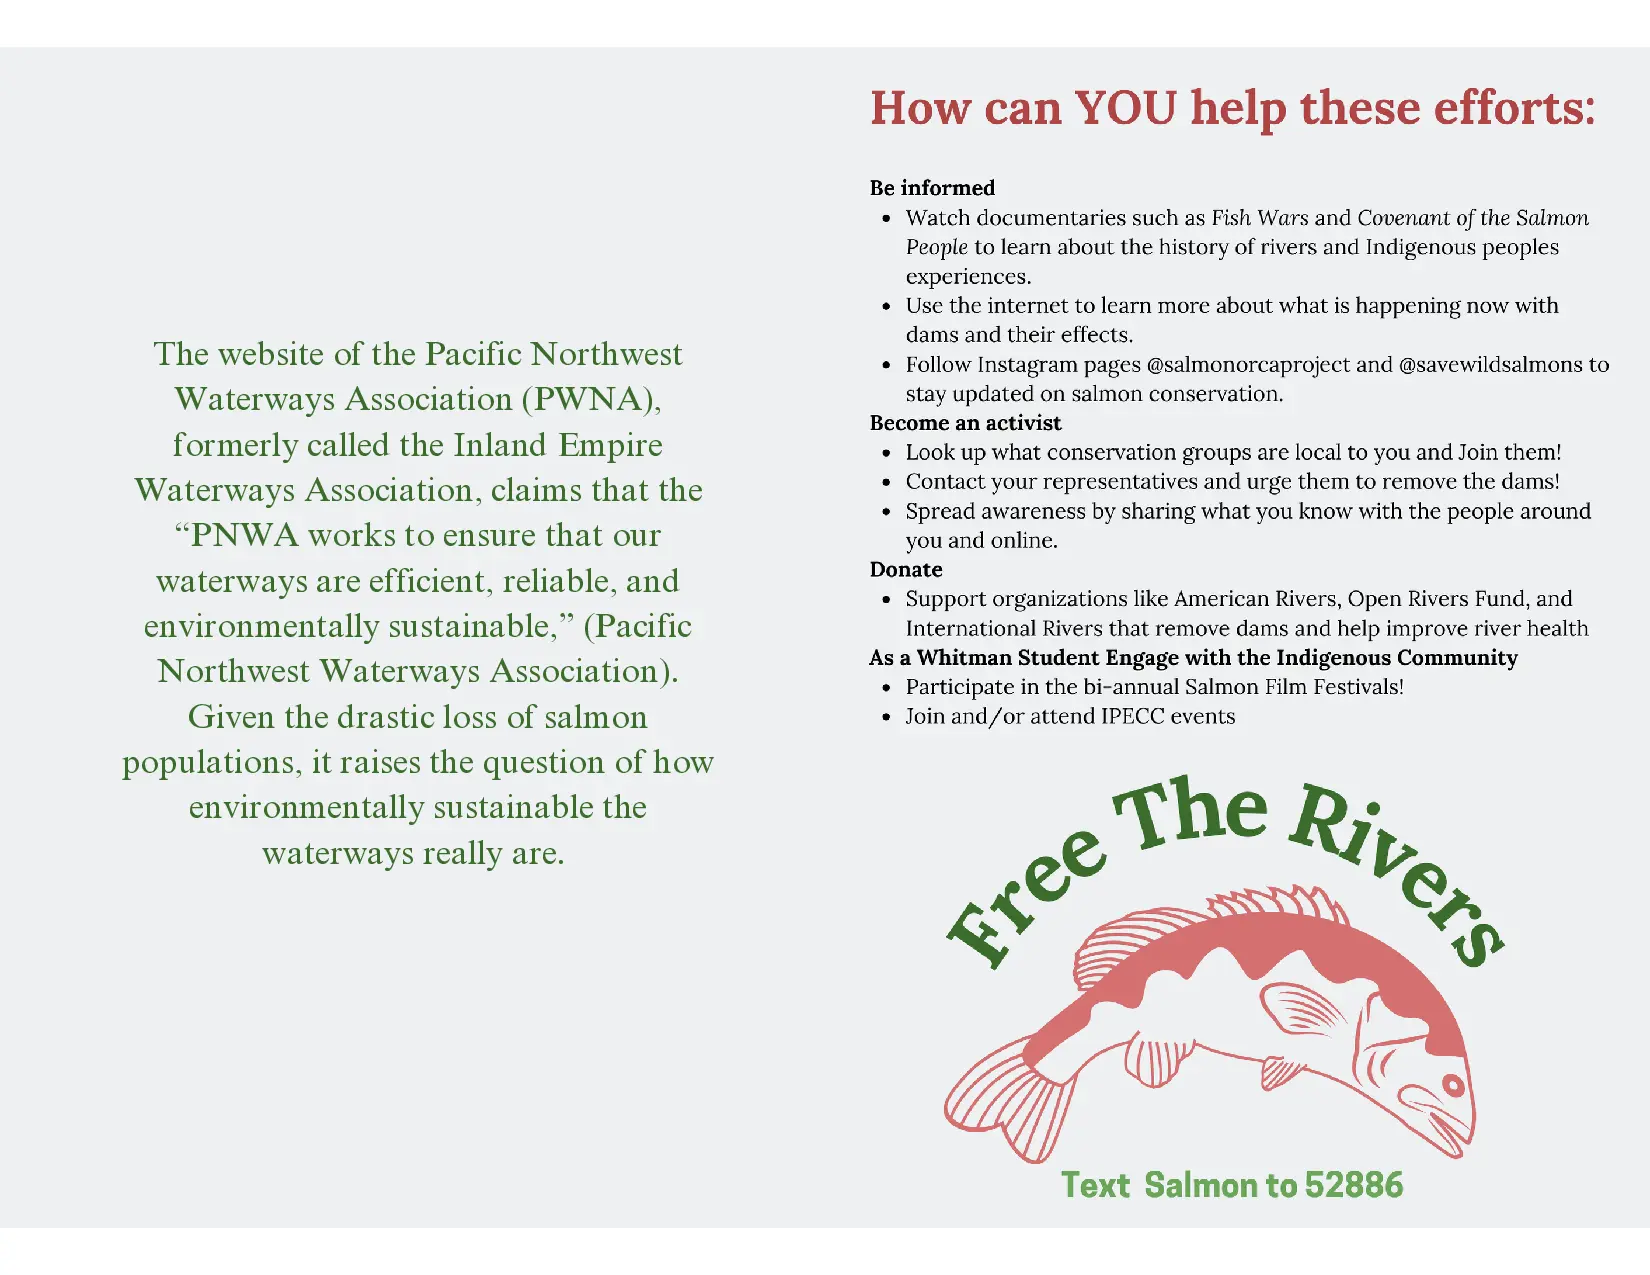 The website of the Pacific Northwest
Waterways Association (PWNA),
formerly called the Inland Empire
Waterways Association, claims that the
“PNWA works to ensure that our
waterways are efficient, reliable, and
environmentally sustainable,” (Pacific
Northwest Waterways Association).
Given the drastic loss of salmon
populations, it raises the question of how
environmentally sustainable the
waterways really are.
How can YOU help these efforts:
Be informed
• Watch documentaries such as Fish Wars and Covenant of the Salmon
People to learn about the history of rivers and Indigenous peoples
experiences.
• Use the internet to learn more about what is happening now with
dams and their effects.
• Follow Instagram pages @salmonorcaproject and @savewildsalmons to
stay updated on salmon conservation.
Become an activist
• Look up what conservation groups are local to you and Join them!
• Contact your representatives and urge them to remove the dams!
• Spread awareness by sharing what you know with the people around
you and online.
Donate
• Support organizations like American Rivers, Open Rivers Fund, and
International Rivers that remove dams and help improve river health
As a Whitman Student Engage with the Indigenous Community
• Participate in the bi-annual Salmon Film Festivals!
• Join and/or attend IPECC events
Free The Rivers
Text Salmon to 52886